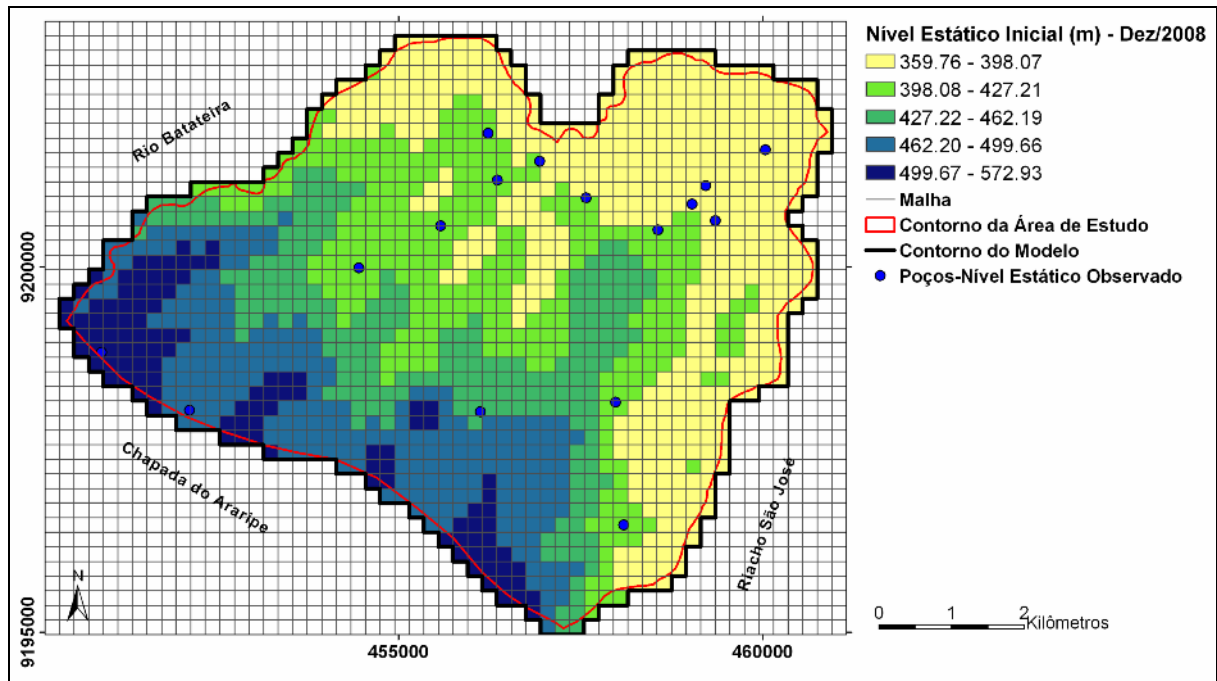 Nível Estático Inicial (m) - Dez/2008
359.76 - 398.07
398.08 - 427.21
427.22 - 462.19
462.20 - 499.66
499.67 - 572.93
Malha
Contorno da Área de Estudo
Contorno do Modelo
Poços-Nível Estático Observado
Rio Batateira
Chapada do Araripe
Riacho São José
9200000
9195000
455000
460000
N
0 1 2
Kilômetros